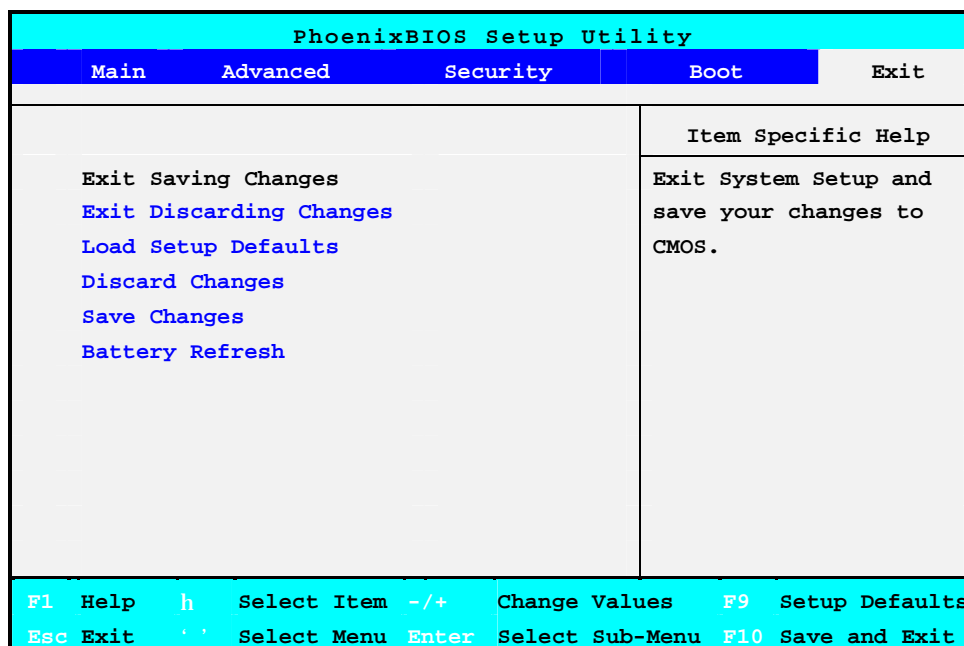 PhoenixBIOS Setup Utility
Main Advanced Security Boot Exit
Item Specific Help
Exit Saving Changes
Exit Discarding Changes
Load Setup Defaults
Discard Changes
Save Changes
Battery Refresh
Exit System Setup and
save your changes to
CMOS.
F1 Help h Select Item -/+ Change Values F9 Setup Defaults
Esc Exit ‘ ’ Select Menu Enter Select Sub-Menu F10 Save and Exit